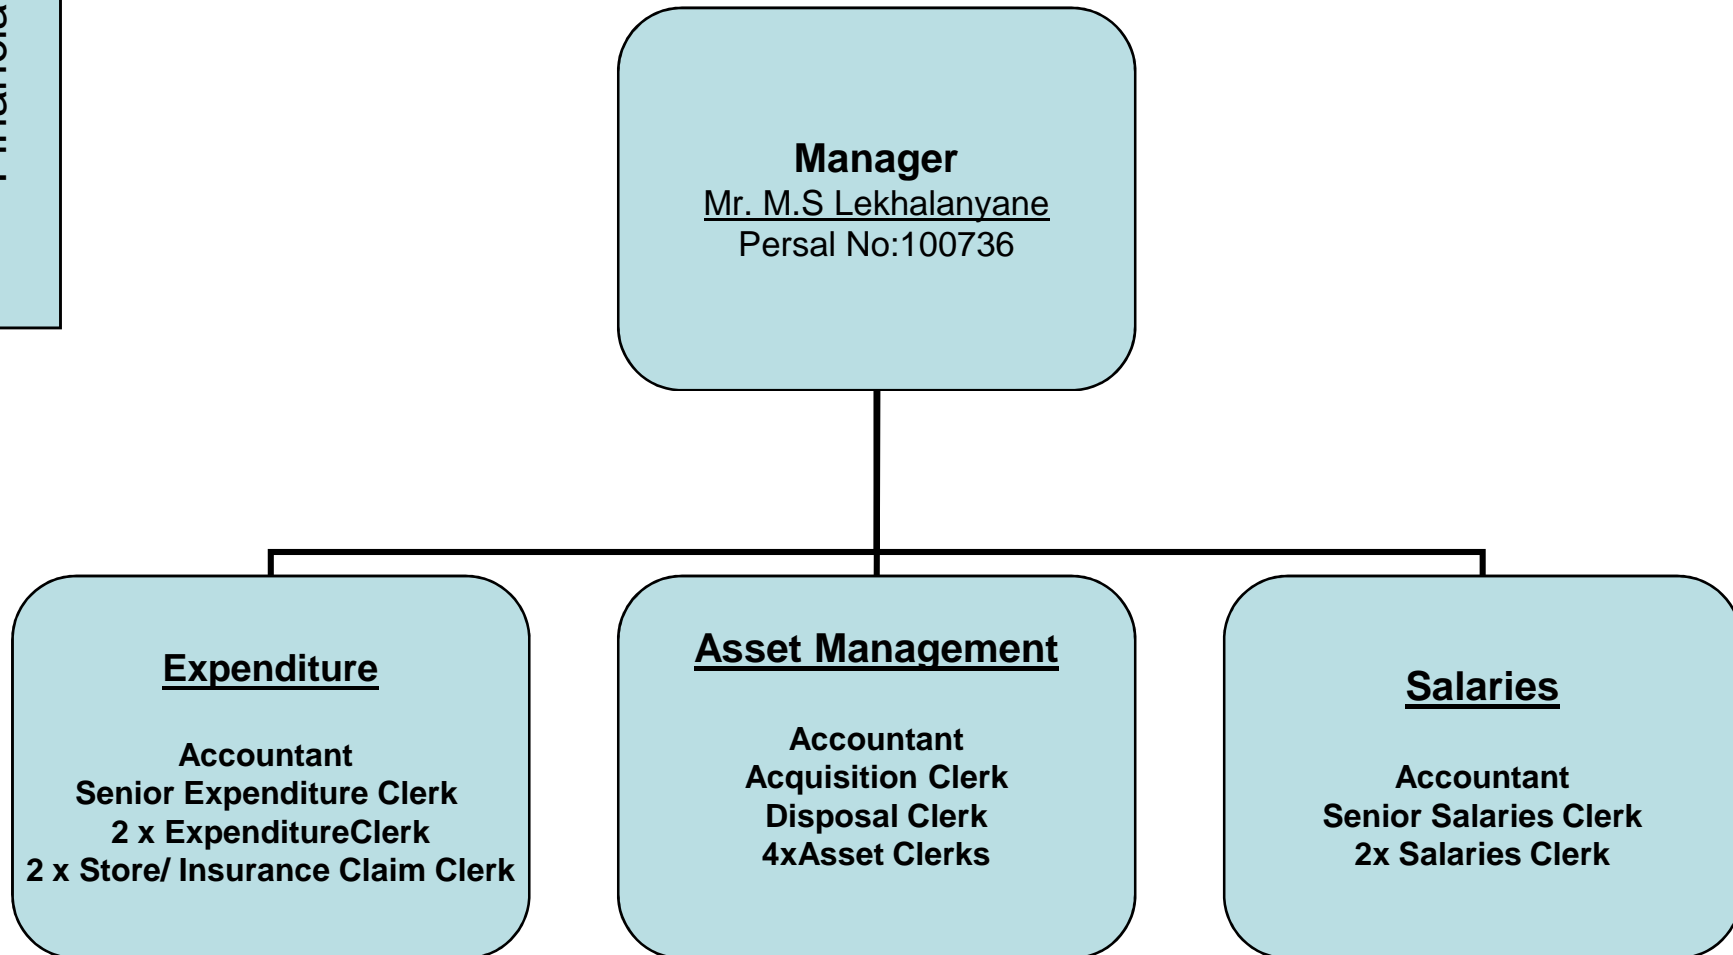 Manager
Mr. M.S Lekhalanyane
Persal No:100736
Expenditure
Accountant
Senior Expenditure Clerk
2 x ExpenditureClerk
2 x Store/ Insurance Claim Clerk
Asset Management
Accountant
Acquisition Clerk
Disposal Clerk
4xAsset Clerks
Salaries
Accountant
Senior Salaries Clerk
2x Salaries Clerk